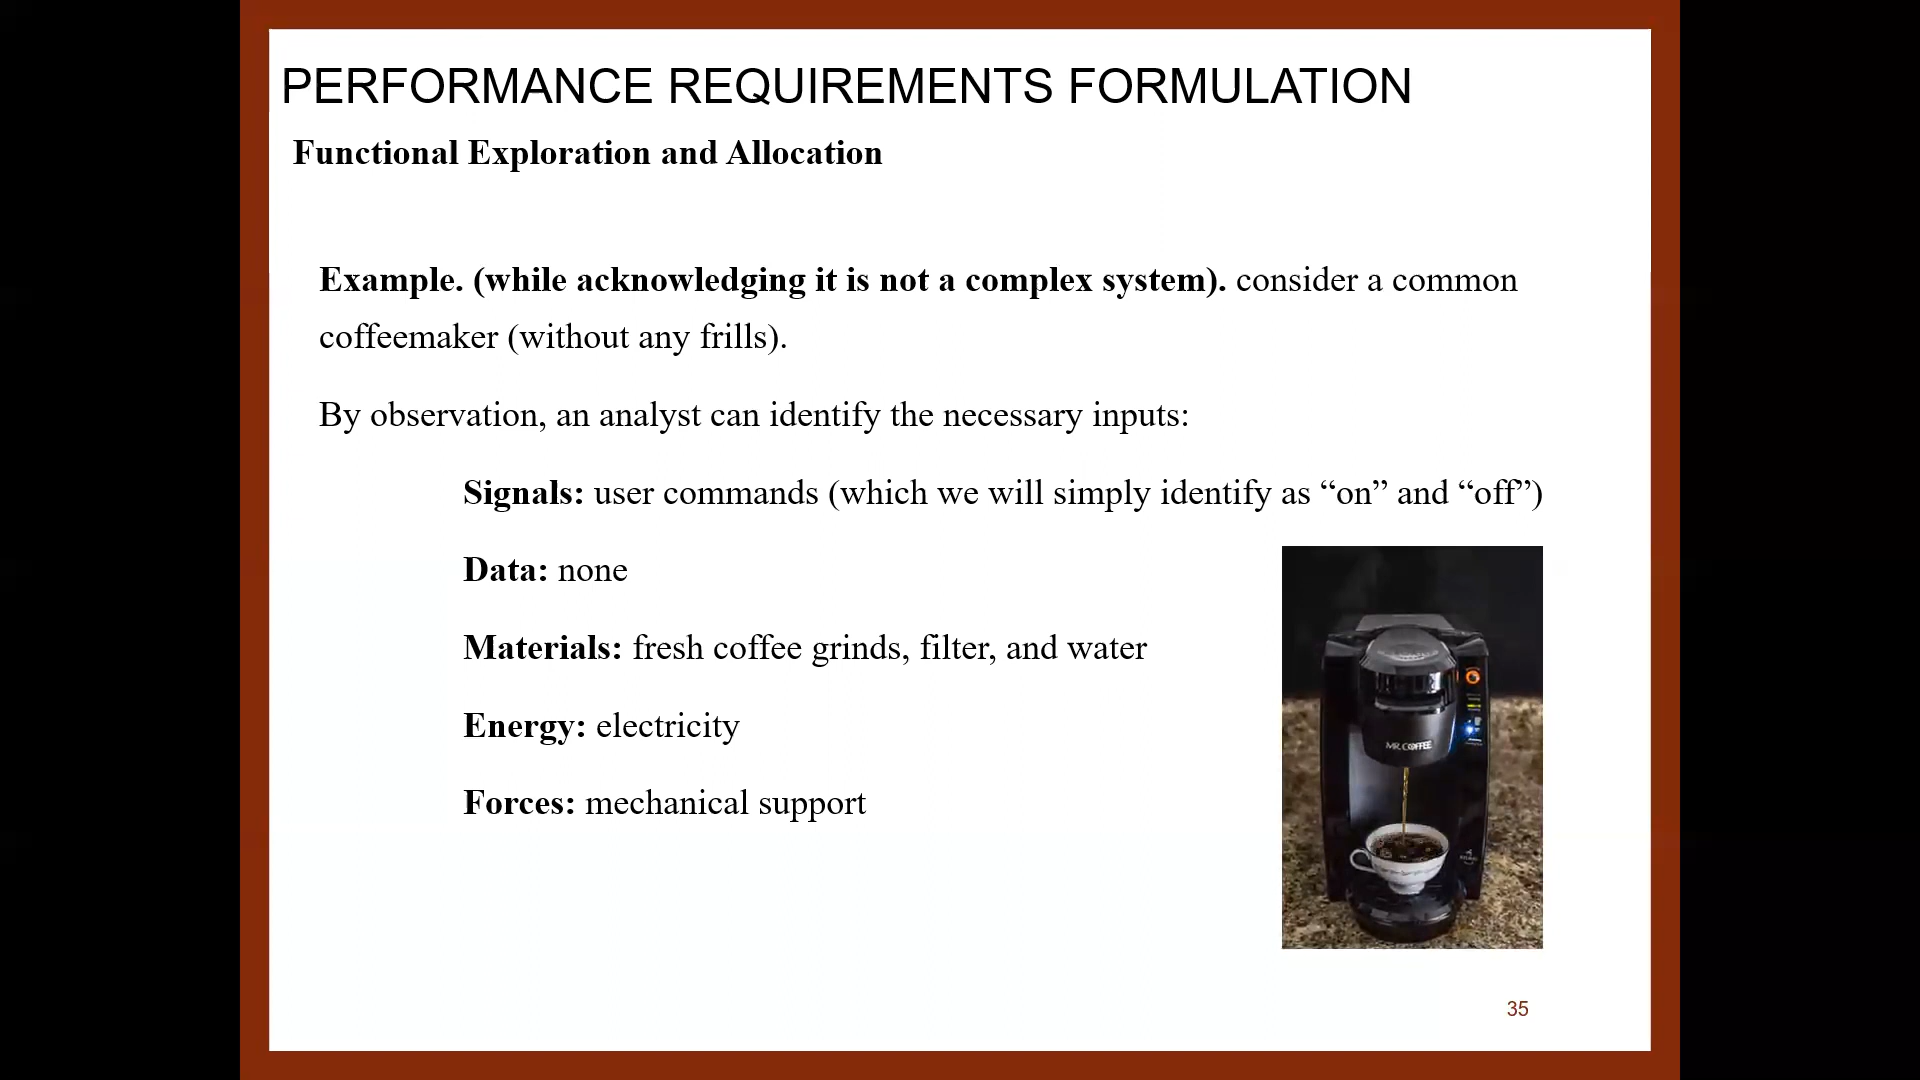 PERFORMANCE REQUIREMENTS FORMULATION
Functional Exploration and Allocation
Example. (while acknowledging it is not a complex system). consider a common
coffeemaker (without any frills).
By observation, an analyst can identify the necessary inputs:
Signals: user commands (which we will simply identify as “on” and “off”)
Data: none
Materials: fresh coffee grinds, filter, and water
Energy: electricity
Forces: mechanical support
MR. COFFEE
35